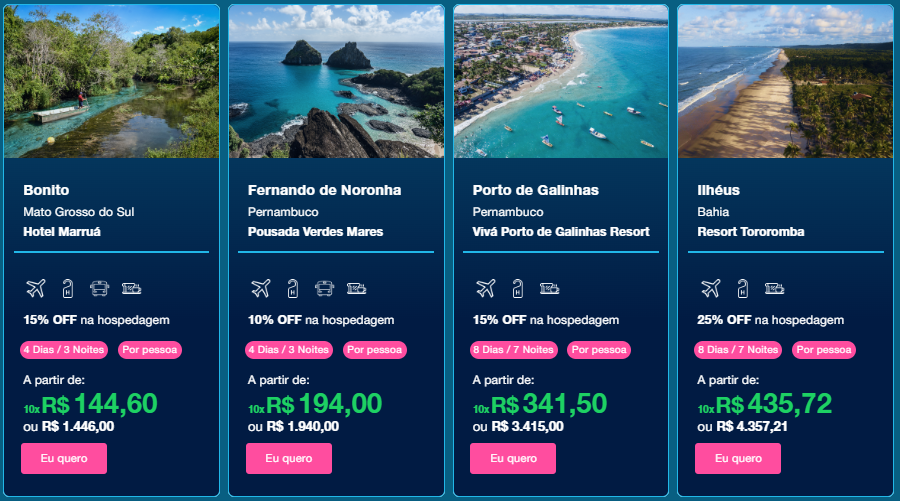 Bonito
Mato Grosso do Sul
Hotel Marruá
15% OFF na hospedagem
4 Dias / 3 Noites
Por pessoa
A partir de:
10x R$ 144,60
ou R$ 1.446,00
Eu quero
Fernando de Noronha
Pernambuco
Pousada Verdes Mares
10% OFF na hospedagem
4 Dias / 3 Noites
Por pessoa
A partir de:
10x R$ 194,00
ou R$ 1.940,00
Eu quero
Porto de Galinhas
Pernambuco
Vivá Porto de Galinhas Resort
15% OFF na hospedagem
8 Dias / 7 Noites
Por pessoa
A partir de:
10x R$ 341,50
ou R$ 3.415,00
Eu quero
Ilhéus
Bahia
Resort Tororomba
25% OFF na hospedagem
8 Dias / 7 Noites
Por pessoa
A partir de:
10x R$ 435,72
ou R$ 4.357,21
Eu quero